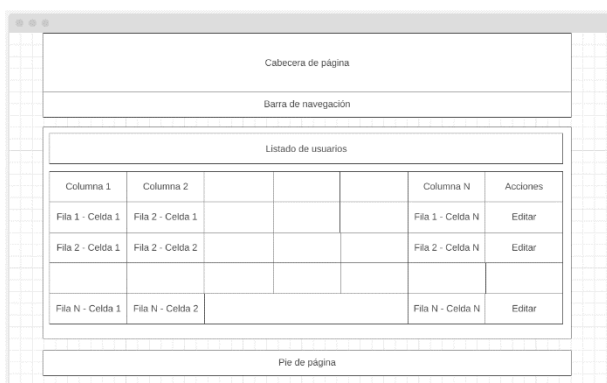 Cabecera de página
Barra de navegación
Listado de usuarios
Columna 1 Columna 2 Columna N Acciones
Fila 1 - Celda 1 Fila 2 - Celda 1 Fila 1 - Celda N Editar
Fila 2 - Celda 1 Fila 2 - Celda 2 Fila 2 - Celda N Editar
Fila N - Celda 1 Fila N - Celda 2 Fila N - Celda N Editar
Pie de página